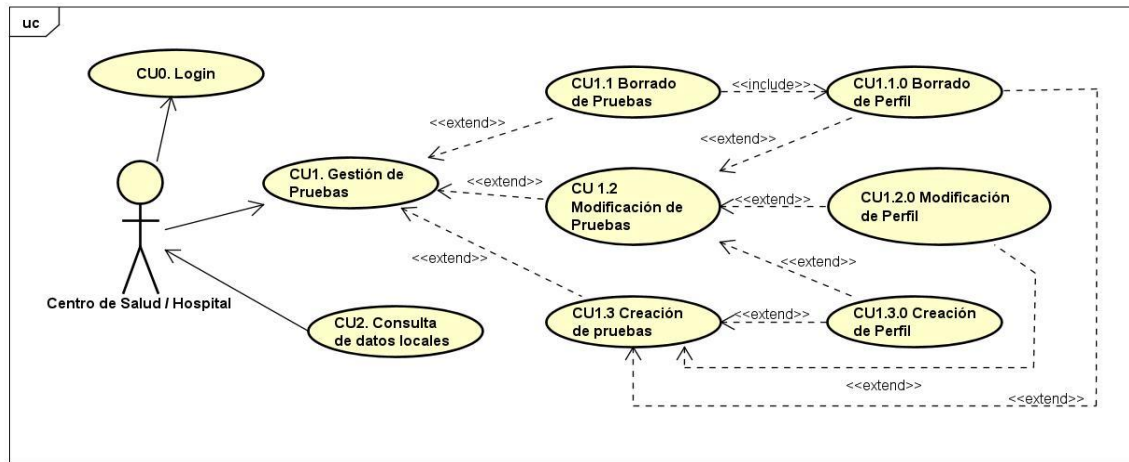 uc
CU0. Login
CU1.1 Borrado
de Pruebas
<<include>>
CU1.1.0 Borrado
de Perfil
<<extend>>
<<extend>>
CU1. Gestión de
Pruebas
<<extend>>
CU 1.2
Modificación de
Pruebas
<<extend>>
CU1.2.0 Modificación
de Perfil
<<extend>>
<<extend>>
Centro de Salud / Hospital
CU2. Consulta
de datos locales
CU1.3 Creación
de pruebas
<<extend>>
CU1.3.0 Creación
de Perfil
<<extend>>
<<extend>>